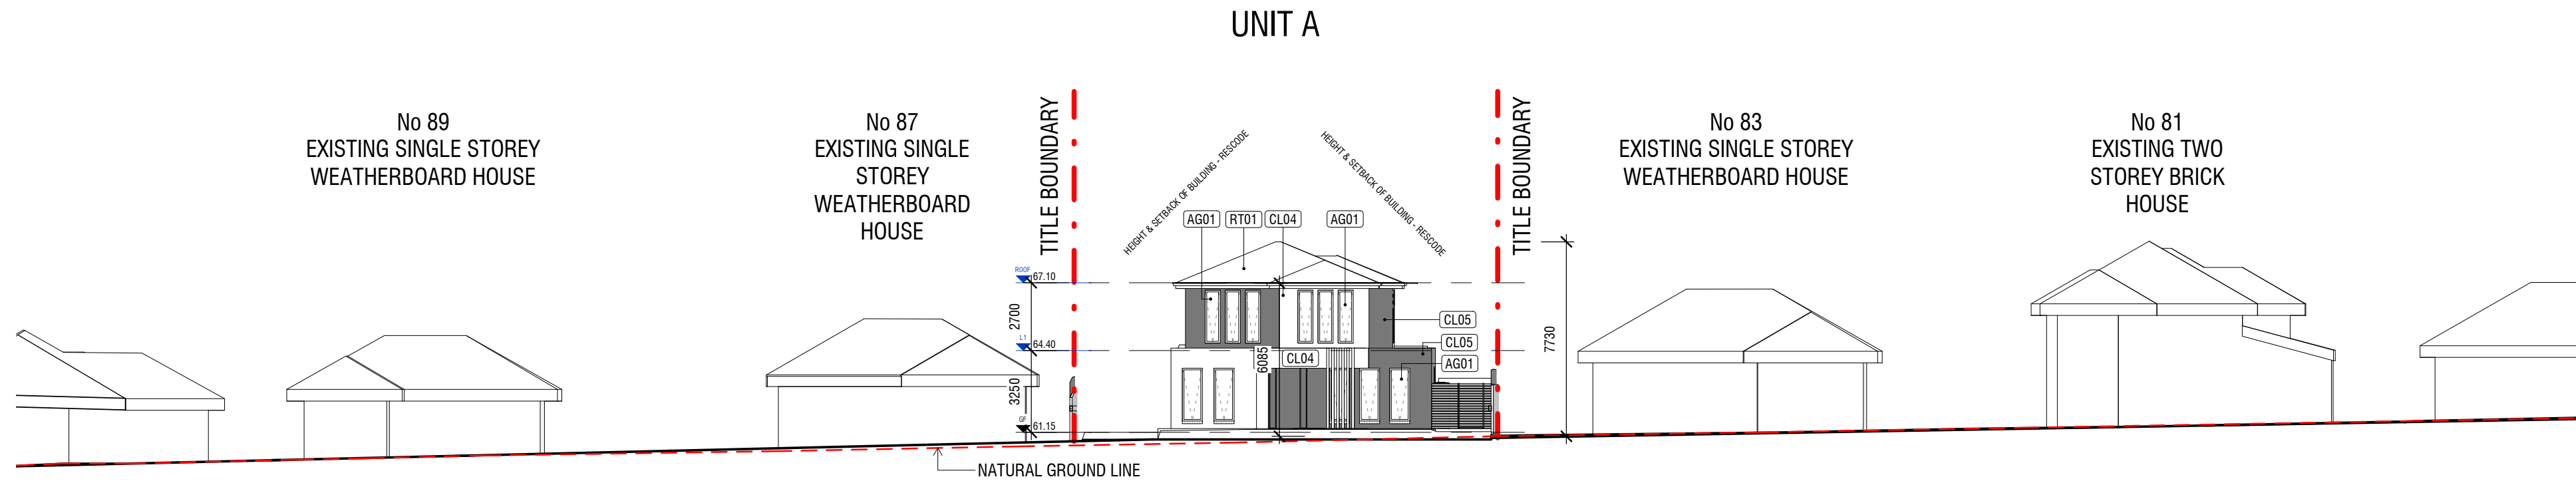 UNIT A
No 89
EXISTING SINGLE STOREY
WEATHERBOARD HOUSE
No 87
EXISTING SINGLE
STOREY
WEATHERBOARD
HOUSE
TITLE BOUNDARY
HEIGHT & SETBACK OF BUILDING - RESCODE
HEIGHT & SETBACK OF BUILDING - RESCODE
TITLE BOUNDARY
No 83
EXISTING SINGLE STOREY
WEATHERBOARD HOUSE
No 81
EXISTING TWO
STOREY BRICK
HOUSE
AG01
RT01
CL04
AG01
ROOF
67.10
2700
L1
64.40
3250
GF
61.15
CL05
CL05
AG01
CL04
6085
7730
NATURAL GROUND LINE